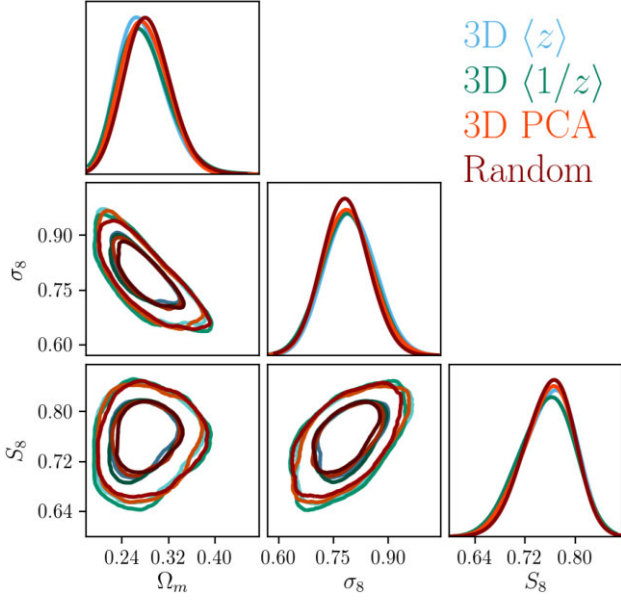 3D ⟨z⟩
3D ⟨1/z⟩
3D PCA
Random
σ₈
0.90
0.75
0.60
S₈
0.80
0.72
0.64
0.24 0.32 0.40
Ωₘ
0.60 0.75 0.90
σ₈
0.64 0.72 0.80
S₈